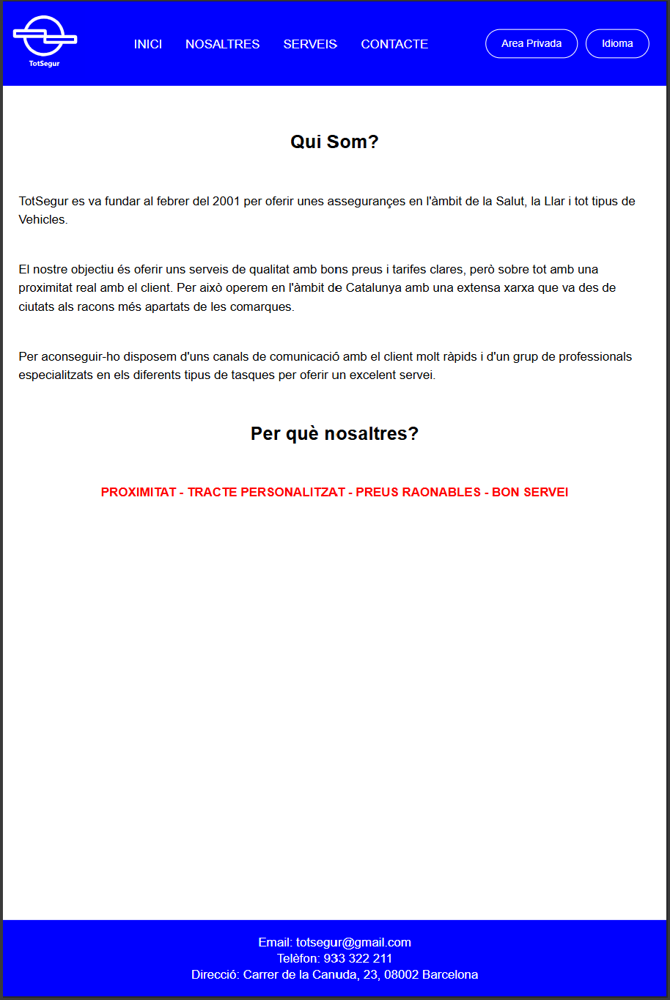 TotSegur
INICI NOSALTRES SERVEIS CONTACTE
Area Privada
Idioma
Qui Som?
TotSegur es va fundar al febrer del 2001 per oferir unes assegurançes en l'àmbit de la Salut, la Llar i tot tipus de
Vehicles.
El nostre objectiu és oferir uns serveis de qualitat amb bons preus i tarifes clares, però sobre tot amb una
proximitat real amb el client. Per això operem en l'àmbit de Catalunya amb una extensa xarxa que va des de
ciutats als racons més apartats de les comarques.
Per aconseguir-ho disposem d'uns canals de comunicació amb el client molt ràpids i d'un grup de professionals
especialitzats en els diferents tipus de tasques per oferir un excelent servei.
Per què nosaltres?
PROXIMITAT - TRACTE PERSONALITZAT - PREUS RAONABLES - BON SERVEI
Email: totsegur@gmail.com
Telèfon: 933 322 211
Direcció: Carrer de la Canuda, 23, 08002 Barcelona